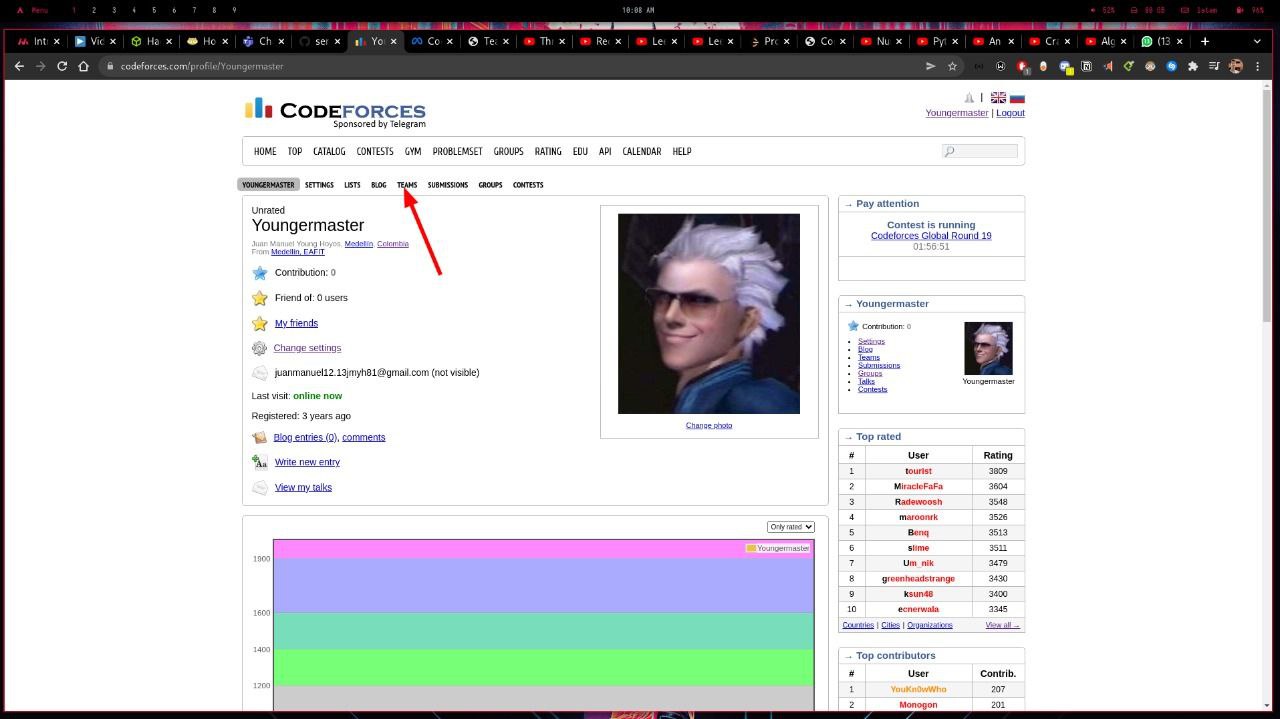 Menu 1 2 3 4 5 6 7 8 9 10:08 AM 52% 90 GB 96%
Int Vid Ha Ho Ch ser Yo Co Tea Thi Rec Le Le Pro Co Nu Pyt An Cra Alg (13
codeforces.com/profile/Youngermaster
CODEFORCES
Sponsored by Telegram
|
Youngermaster | Logout
HOME TOP CATALOG CONTESTS GYM PROBLEMSET GROUPS RATING EDU API CALENDAR HELP
YOUNGERMASTER SETTINGS LISTS BLOG TEAMS SUBMISSIONS GROUPS CONTESTS
Unrated
Youngermaster
Juan Manuel Young Hoyos, Medellín, Colombia
From Medellín, EAFIT
Contribution: 0
Friend of: 0 users
My friends
Change settings
juanmanuel12.13jmyh81@gmail.com (not visible)
Last visit: online now
Registered: 3 years ago
Blog entries (0), comments
Write new entry
View my talks
Change photo
Only rated
Youngermaster
1900
1600
1400
1200
→ Pay attention
Contest is running
Codeforces Global Round 19
01:56:51
→ Youngermaster
Contribution: 0
Settings
Blog
Teams
Submissions
Groups
Talks
Contests
Youngermaster
→ Top rated
# User Rating
1 tourist 3809
2 MiracleFaFa 3604
3 Radewoosh 3548
4 maroonrk 3526
5 Benq 3513
6 slime 3511
7 Um_nik 3479
8 greenheadstrange 3430
9 ksun48 3400
10 ecnerwala 3345
Countries | Cities | Organizations View all →
→ Top contributors
# User Contrib.
1 YouKn0wWho 207
2 Monogon 201